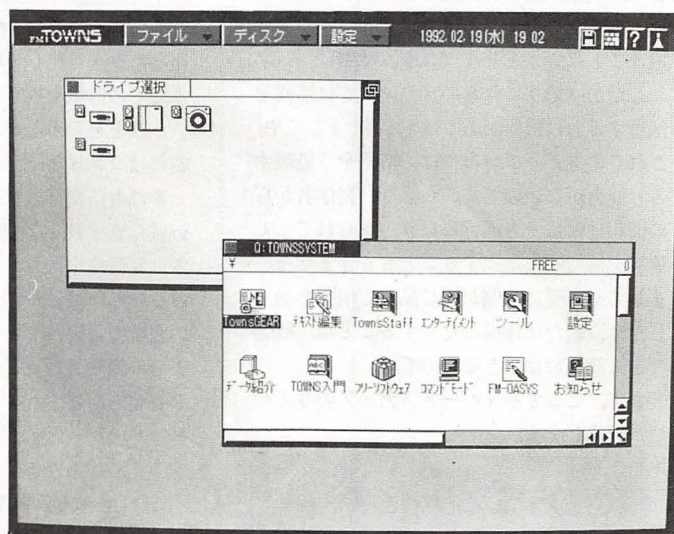 FMTOWNS ファイル ディスク 設定 1992.02.19(水) 19 02 ?
ドライブ選択
A C D Q
B
Q:TOWNSSYSTEM
¥ FREE 0
TownsGEAR テキスト編集 TownsStaff エンターテイメント ツール 設定
データ紹介 TOWNS入門 フリーソフトウェア コマンドモード FM-OASYS お知らせ